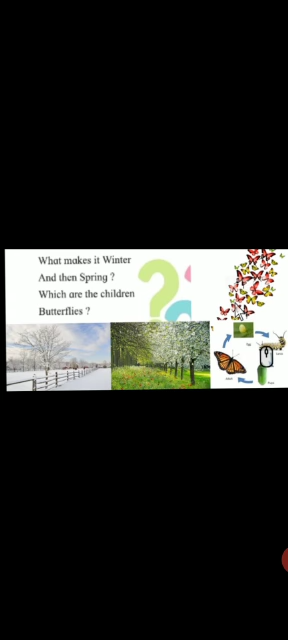 What makes it Winter
And then Spring ?
Which are the children
Butterflies ?